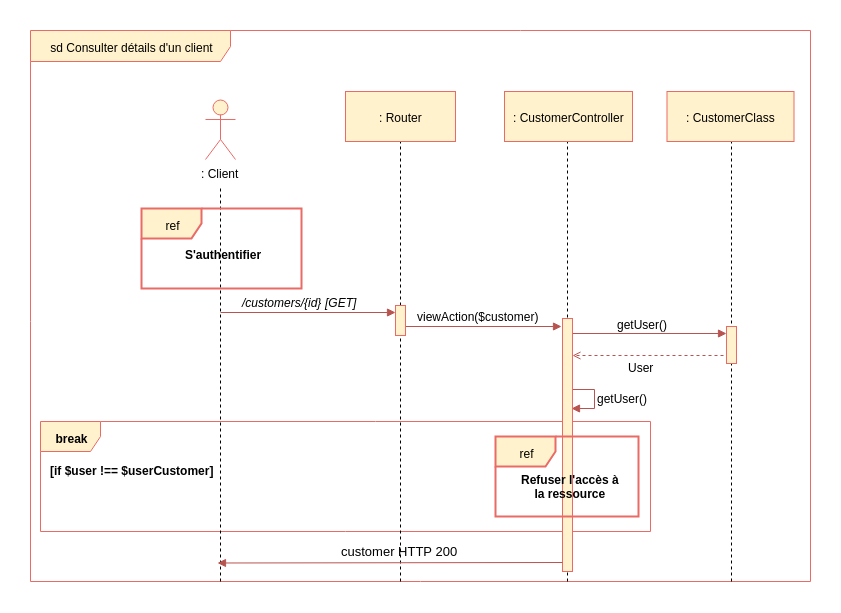 sd Consulter détails d'un client
: Client
: Router
: CustomerController
: CustomerClass
ref
S'authentifier
/customers/{id} [GET]
viewAction($customer)
getUser()
User
getUser()
break
[if $user !== $userCustomer]
ref
Refuser l'accès à
la ressource
customer HTTP 200